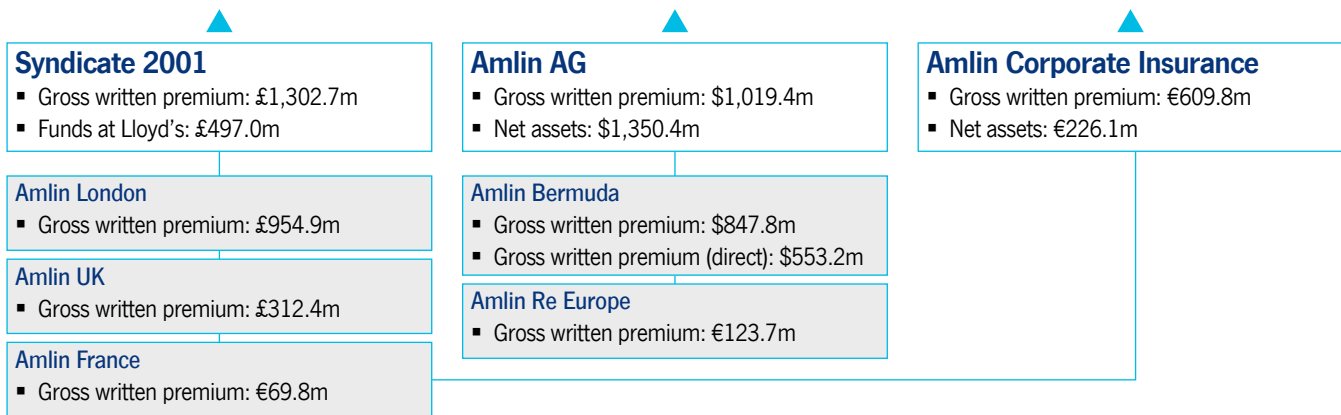 Syndicate 2001
▪ Gross written premium: £1,302.7m
▪ Funds at Lloyd’s: £497.0m
Amlin London
▪ Gross written premium: £954.9m
Amlin UK
▪ Gross written premium: £312.4m
Amlin France
▪ Gross written premium: €69.8m
Amlin AG
▪ Gross written premium: $1,019.4m
▪ Net assets: $1,350.4m
Amlin Bermuda
▪ Gross written premium: $847.8m
▪ Gross written premium (direct): $553.2m
Amlin Re Europe
▪ Gross written premium: €123.7m
Amlin Corporate Insurance
▪ Gross written premium: €609.8m
▪ Net assets: €226.1m